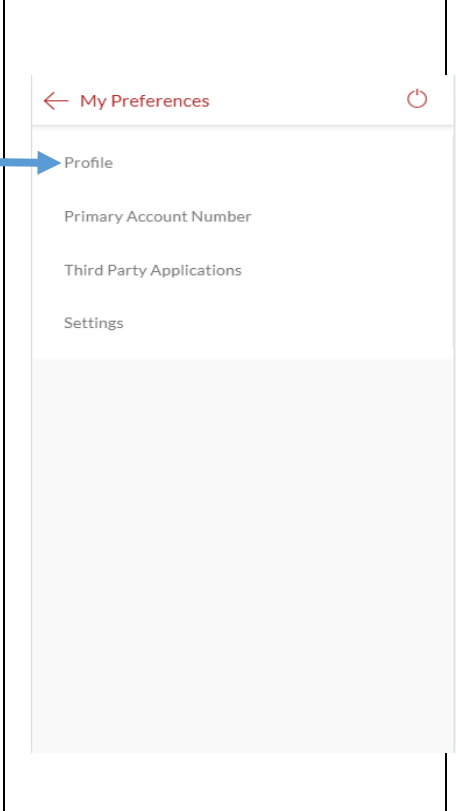 My Preferences
Profile
Primary Account Number
Third Party Applications
Settings